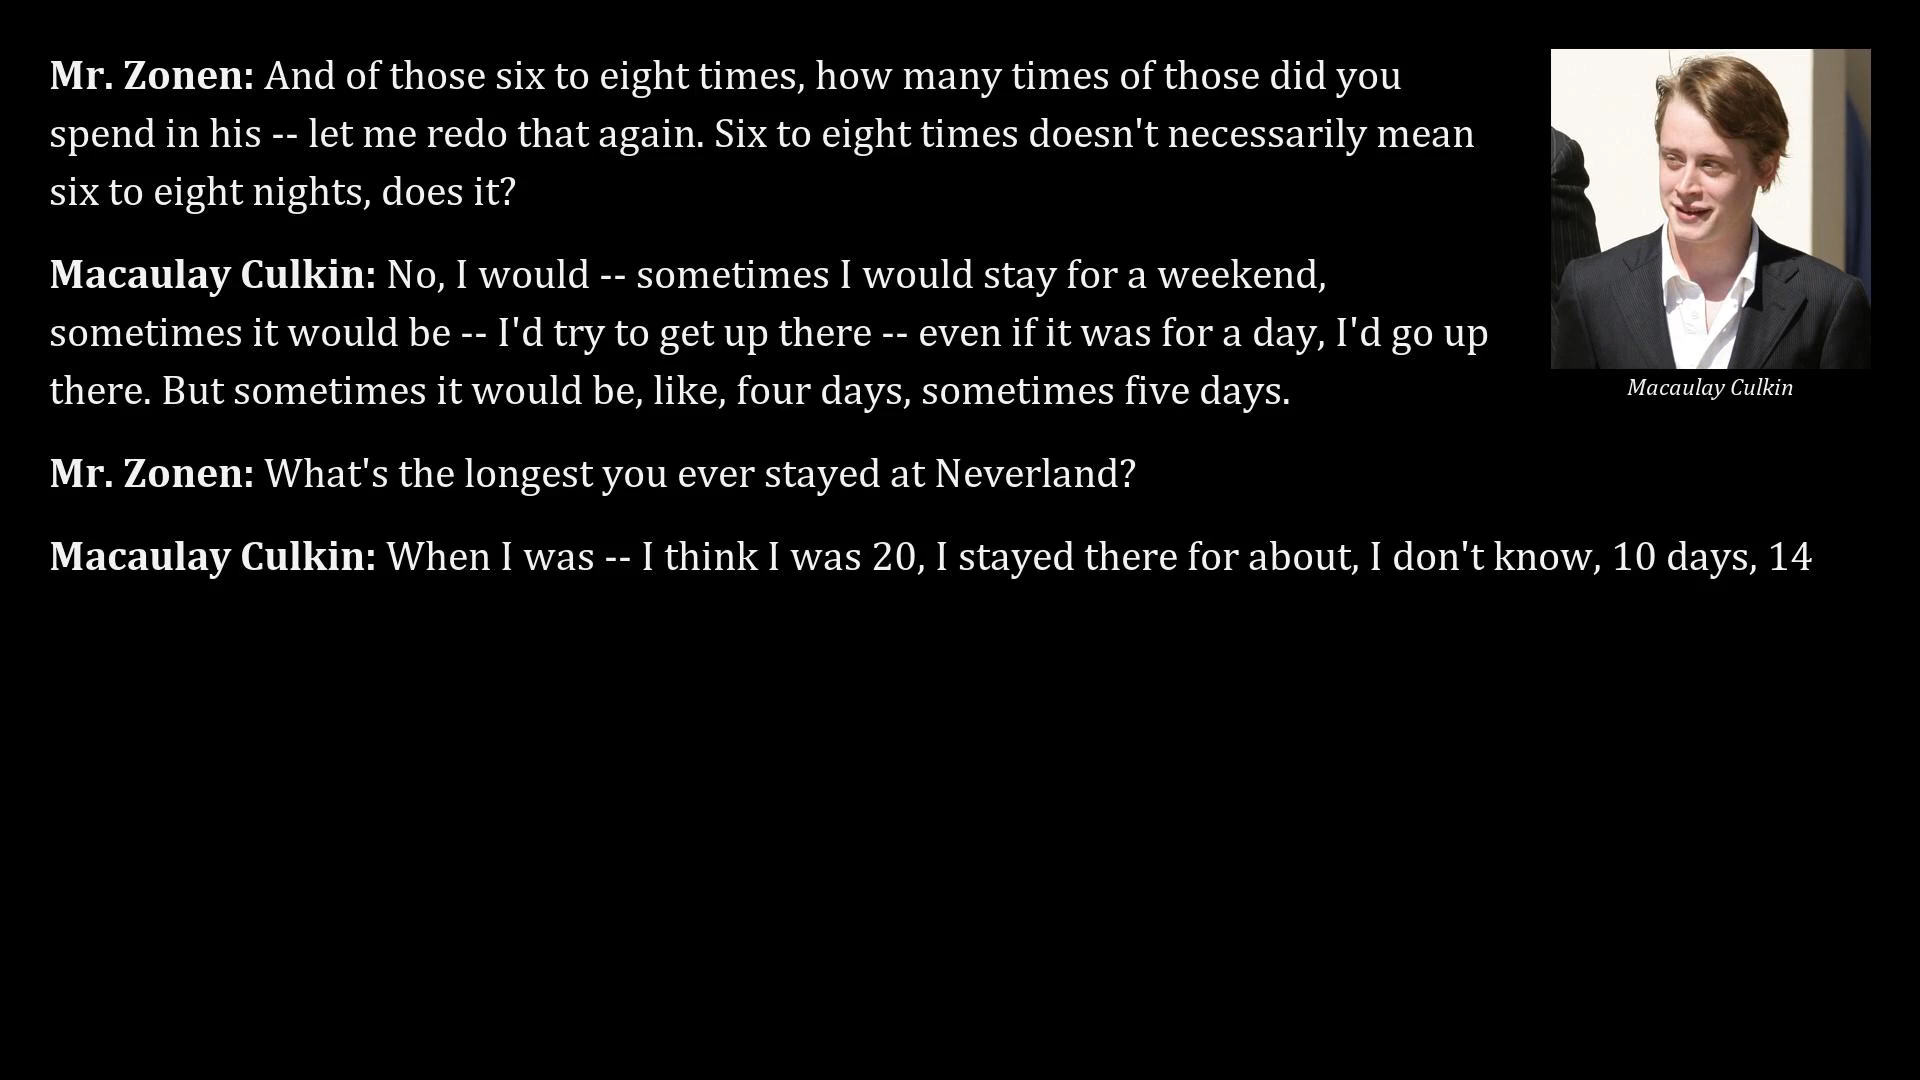 Mr. Zonen: And of those six to eight times, how many times of those did you
spend in his -- let me redo that again. Six to eight times doesn't necessarily mean
six to eight nights, does it?
Macaulay Culkin: No, I would -- sometimes I would stay for a weekend,
sometimes it would be -- I'd try to get up there -- even if it was for a day, I'd go up
there. But sometimes it would be, like, four days, sometimes five days.
Macaulay Culkin
Mr. Zonen: What's the longest you ever stayed at Neverland?
Macaulay Culkin: When I was -- I think I was 20, I stayed there for about, I don't know, 10 days, 14